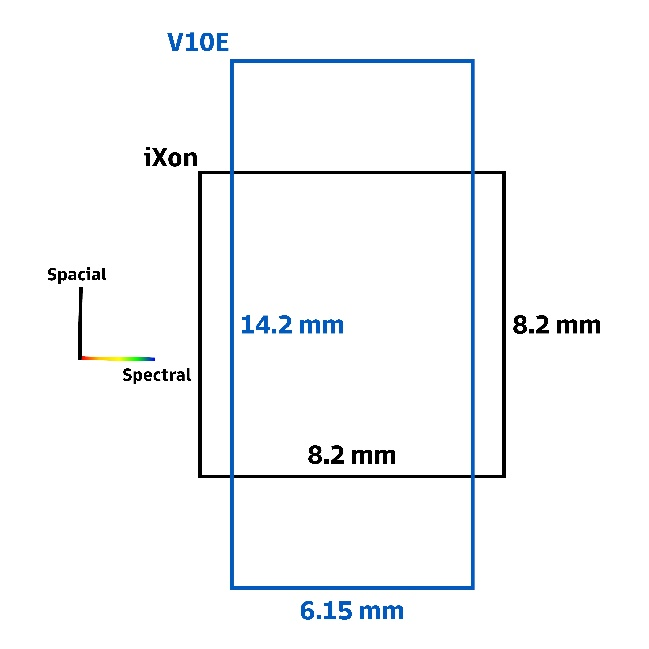 V10E
iXon
Spacial
14.2 mm
8.2 mm
Spectral
8.2 mm
6.15 mm